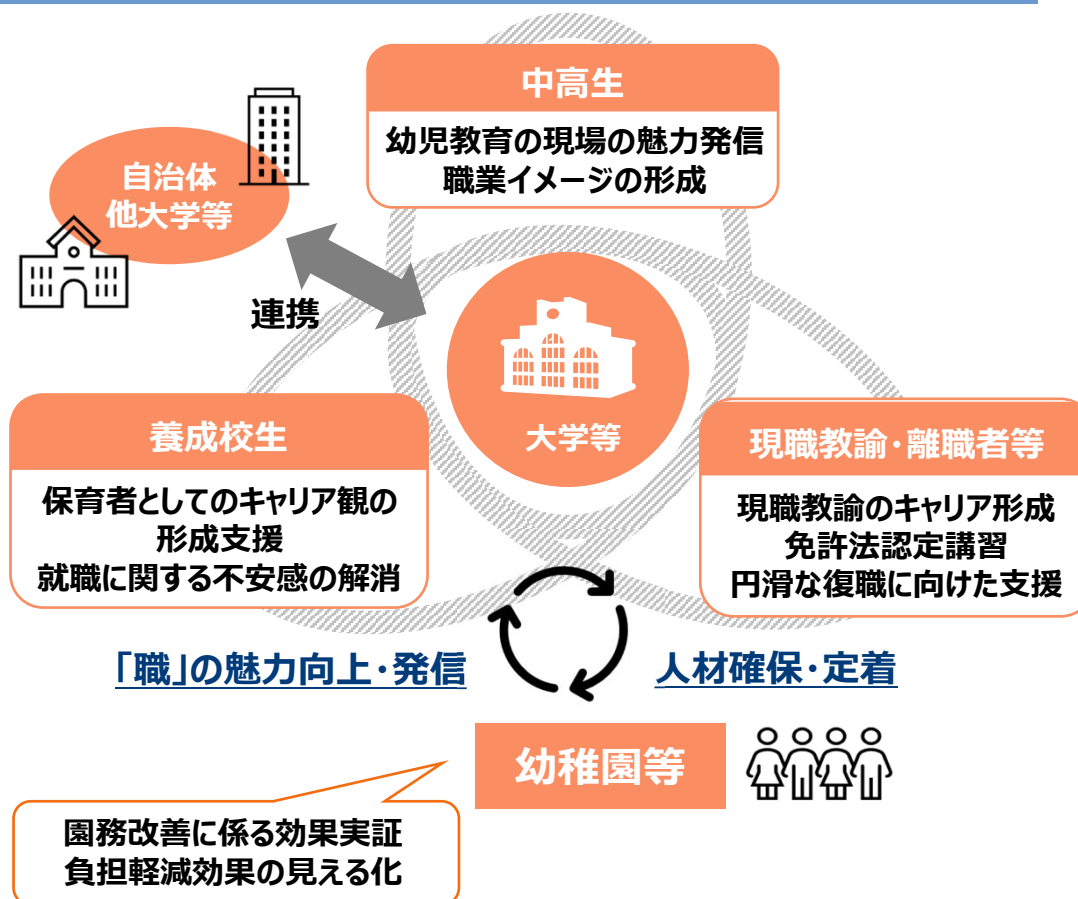 中高生
幼児教育の現場の魅力発信
職業イメージの形成
自治体
他大学等
連携
大学等
養成校生
保育者としてのキャリア観の
形成支援
就職に関する不安感の解消
現職教諭・離職者等
現職教諭のキャリア形成
免許法認定講習
円滑な復職に向けた支援
「職」の魅力向上・発信
人材確保・定着
幼稚園等
園務改善に係る効果実証
負担軽減効果の見える化